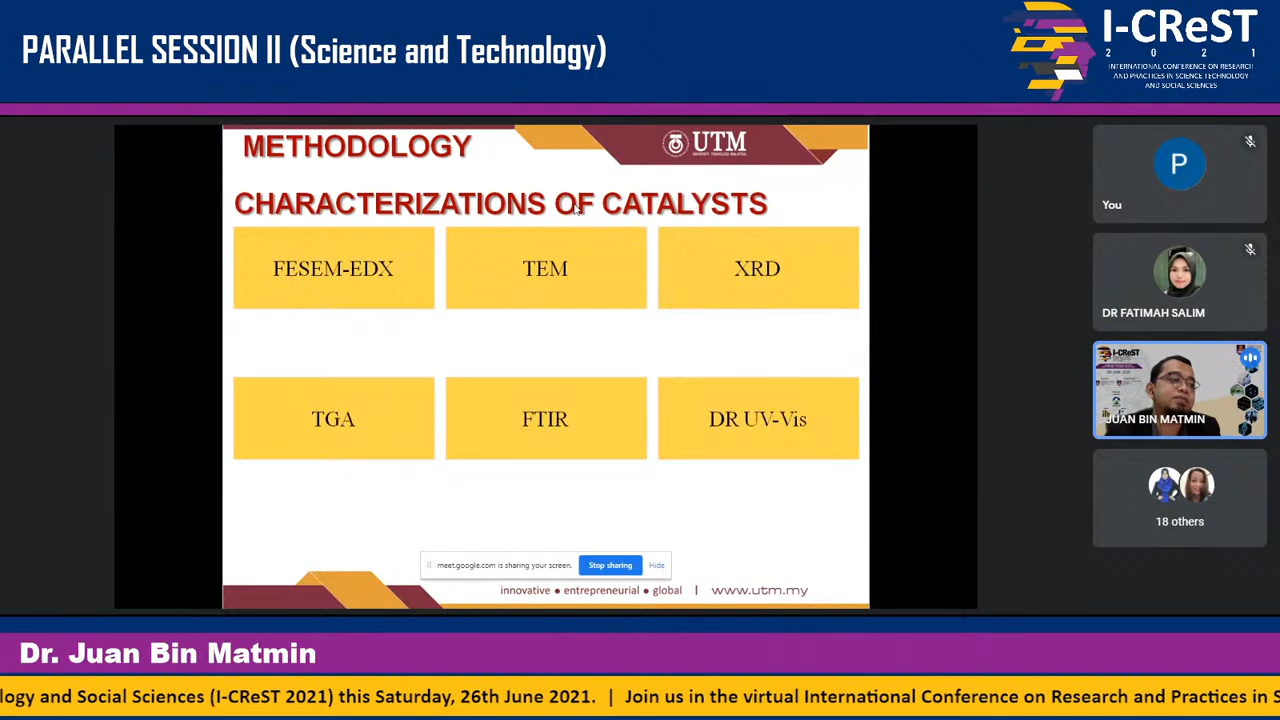 PARALLEL SESSION II (Science and Technology)
I-CReST
2 0 2 1
INTERNATIONAL CONFERENCE ON RESEARCH
AND PRACTICES IN SCIENCE TECHNOLOGY
AND SOCIAL SCIENCES
METHODOLOGY
UTM
UNIVERSITI TEKNOLOGI MALAYSIA
CHARACTERIZATIONS OF CATALYSTS
FESEM-EDX
TEM
XRD
TGA
FTIR
DR UV-Vis
meet.google.com is sharing your screen.
Stop sharing
Hide
innovative ● entrepreneurial ● global | www.utm.my
P
You
DR FATIMAH SALIM
I-CReST
JUAN BIN MATMIN
18 others
Dr. Juan Bin Matmin
logy and Social Sciences (I-CReST 2021) this Saturday, 26th June 2021. | Join us in the virtual International Conference on Research and Practices in S